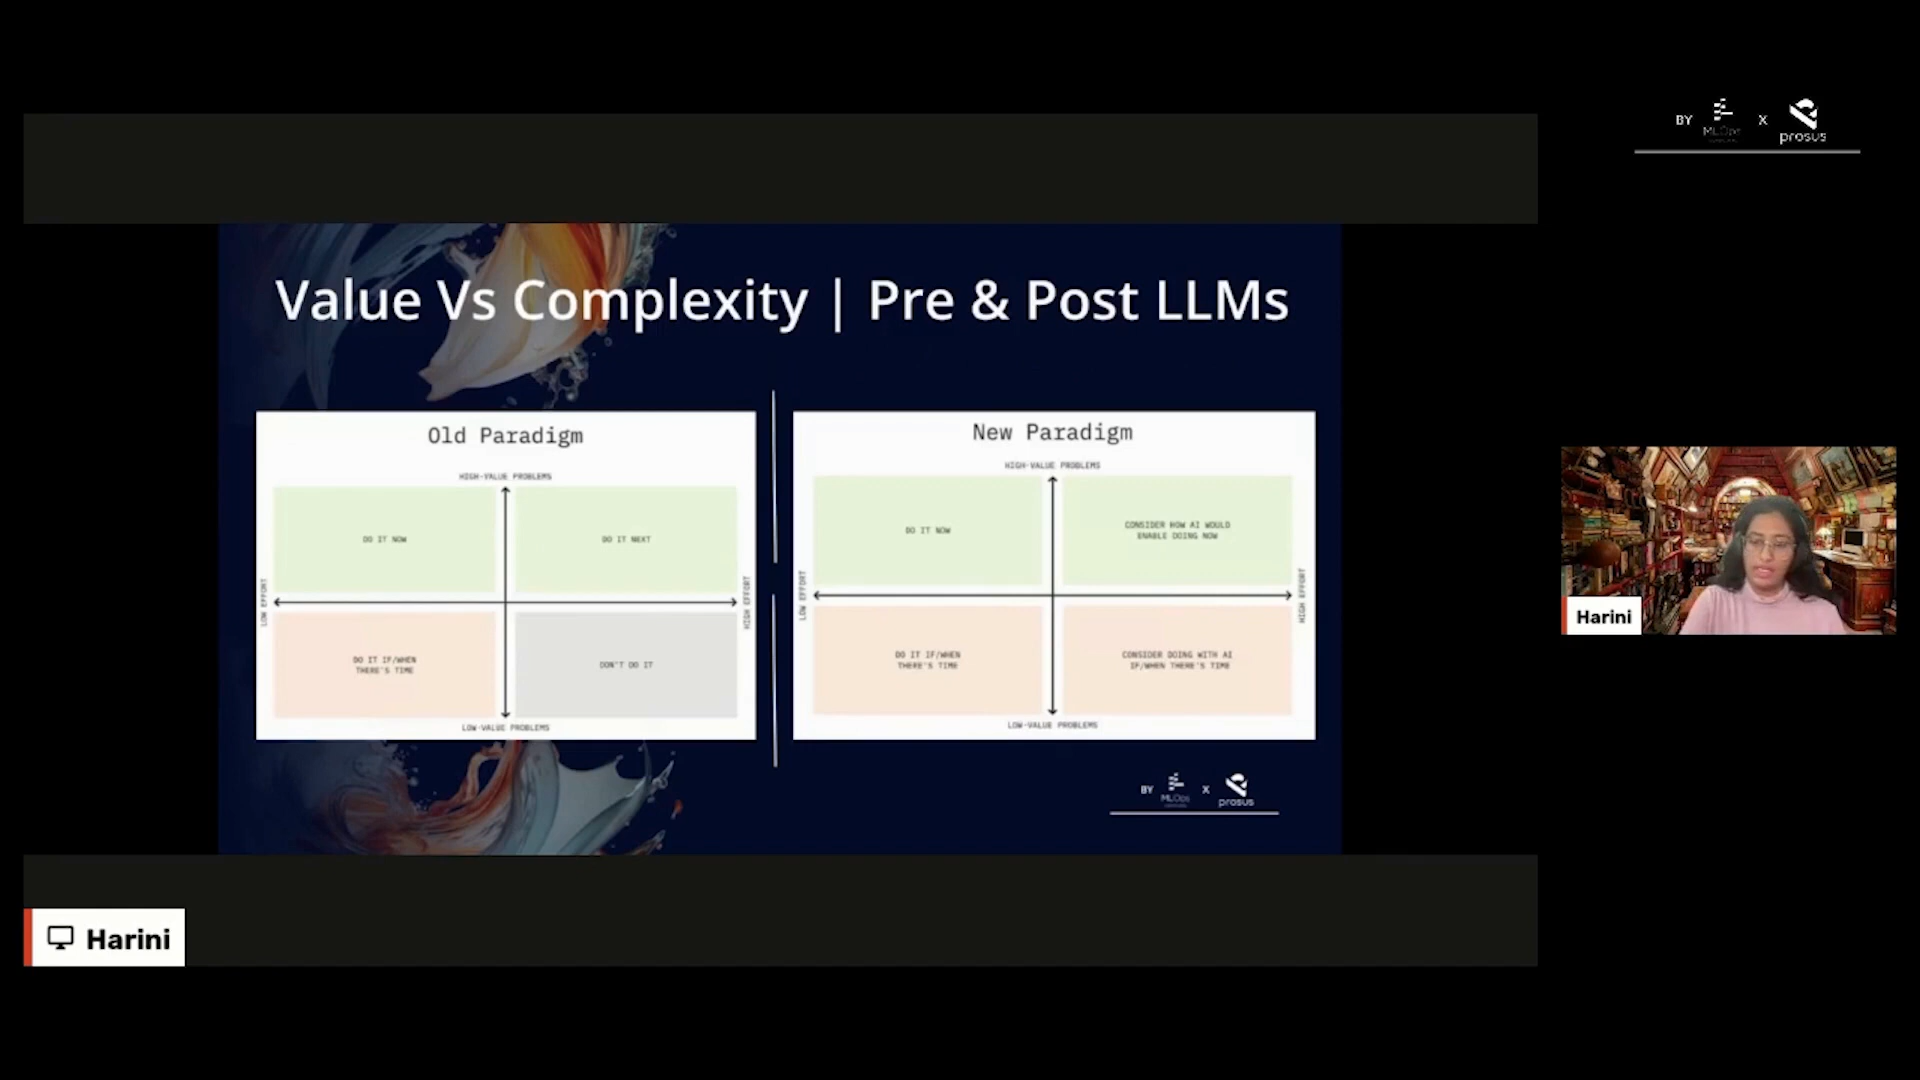 BY MLOps X prosus
Value Vs Complexity | Pre & Post LLMs
Old Paradigm
HIGH-VALUE PROBLEMS
DO IT NOW
DO IT NEXT
LOW EFFORT
HIGH EFFORT
DO IT IF/WHEN
THERE'S TIME
DON'T DO IT
LOW-VALUE PROBLEMS
New Paradigm
HIGH-VALUE PROBLEMS
DO IT NOW
CONSIDER HOW AI WOULD
ENABLE DOING NOW
LOW EFFORT
HIGH EFFORT
DO IT IF/WHEN
THERE'S TIME
CONSIDER DOING WITH AI
IF/WHEN THERE'S TIME
LOW-VALUE PROBLEMS
BY MLOps X prosus
Harini
Harini